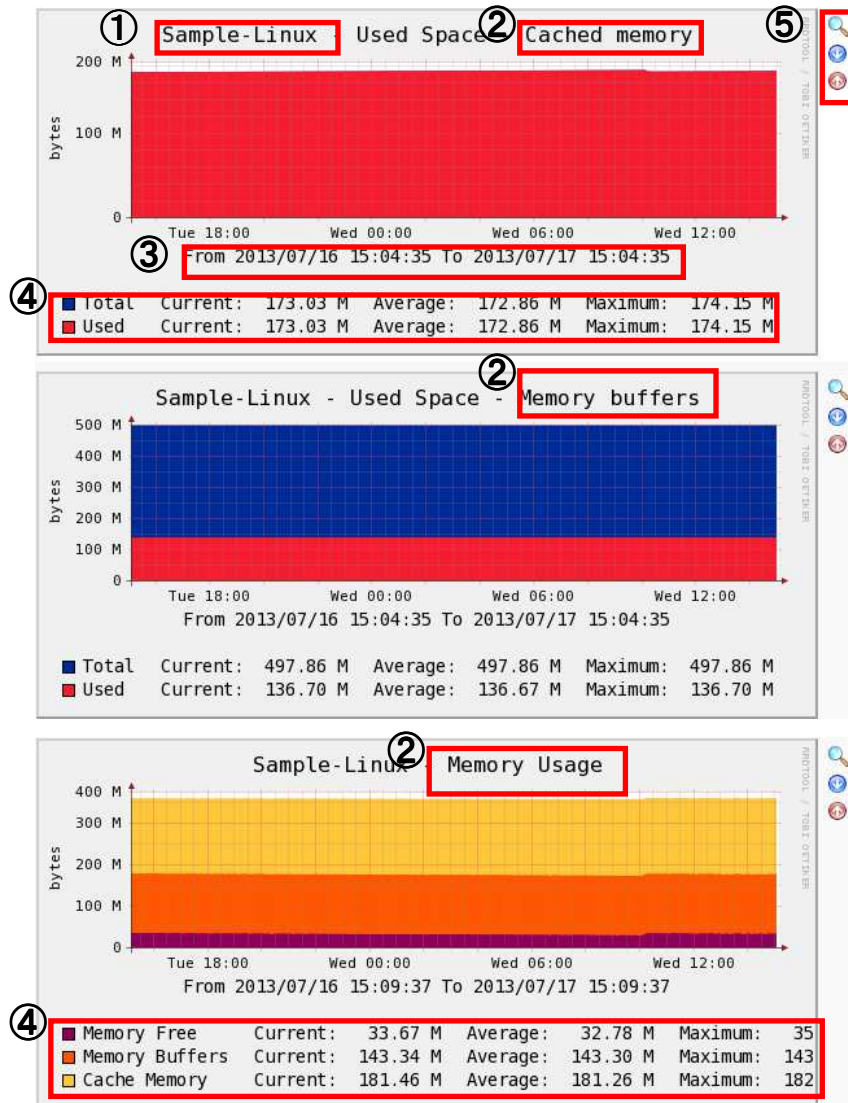 ① ② ⑤
Sample-Linux - Used Space - Cached memory
RRDTOOL / TOBI OETIKER
200 M
100 M
0
bytes
Tue 18:00 Wed 00:00 Wed 06:00 Wed 12:00
③ From 2013/07/16 15:04:35 To 2013/07/17 15:04:35
④
Total Current: 173.03 M Average: 172.86 M Maximum: 174.15 M
Used Current: 173.03 M Average: 172.86 M Maximum: 174.15 M
②
Sample-Linux - Used Space - Memory buffers
RRDTOOL / TOBI OETIKER
500 M
400 M
300 M
200 M
100 M
0
bytes
Tue 18:00 Wed 00:00 Wed 06:00 Wed 12:00
From 2013/07/16 15:04:35 To 2013/07/17 15:04:35
Total Current: 497.86 M Average: 497.86 M Maximum: 497.86 M
Used Current: 136.70 M Average: 136.67 M Maximum: 136.70 M
②
Sample-Linux - Memory Usage
RRDTOOL / TOBI OETIKER
400 M
300 M
200 M
100 M
0
bytes
Tue 18:00 Wed 00:00 Wed 06:00 Wed 12:00
From 2013/07/16 15:09:37 To 2013/07/17 15:09:37
④
Memory Free Current: 33.67 M Average: 32.78 M Maximum: 35
Memory Buffers Current: 143.34 M Average: 143.30 M Maximum: 143
Cache Memory Current: 181.46 M Average: 181.26 M Maximum: 182